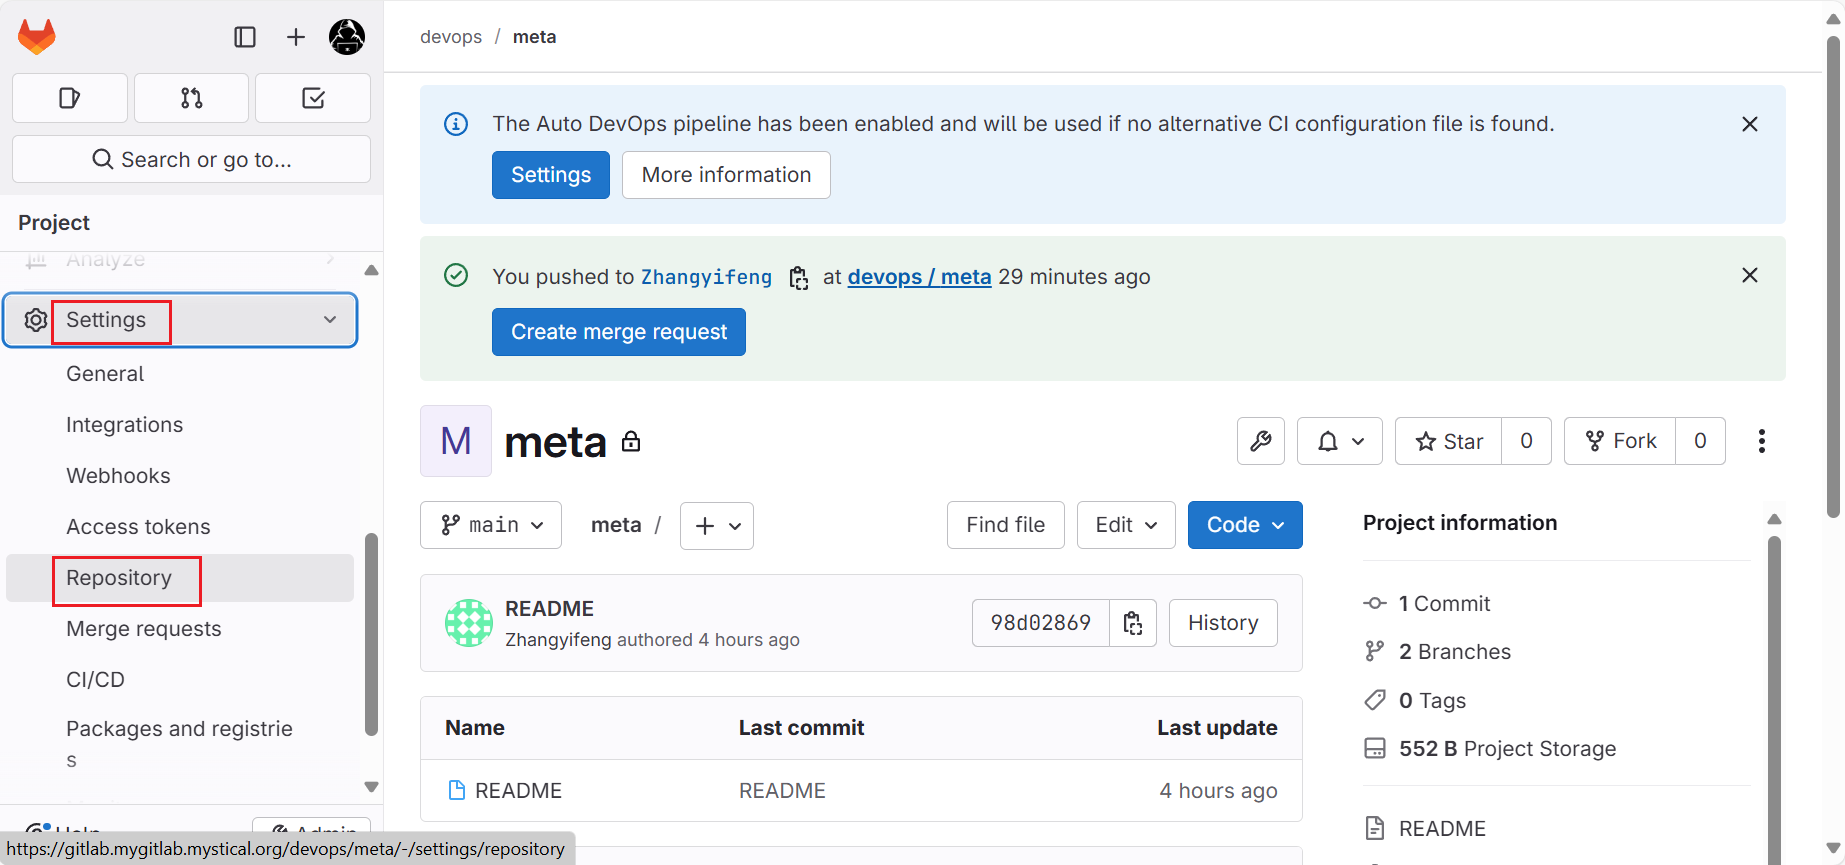 devops / meta
Search or go to...
Project
Analyze
Settings
General
Integrations
Webhooks
Access tokens
Repository
Merge requests
CI/CD
Packages and registrie
s
Help
Admin
https://gitlab.mygitlab.mystical.org/devops/meta/-/settings/repository
The Auto DevOps pipeline has been enabled and will be used if no alternative CI configuration file is found.
Settings More information
You pushed to Zhangyifeng at devops / meta 29 minutes ago
Create merge request
M meta
Star 0 Fork 0
main meta / Find file Edit Code
README
Zhangyifeng authored 4 hours ago
98d02869 History
Name Last commit Last update
README README 4 hours ago
Project information
1 Commit
2 Branches
0 Tags
552 B Project Storage
README